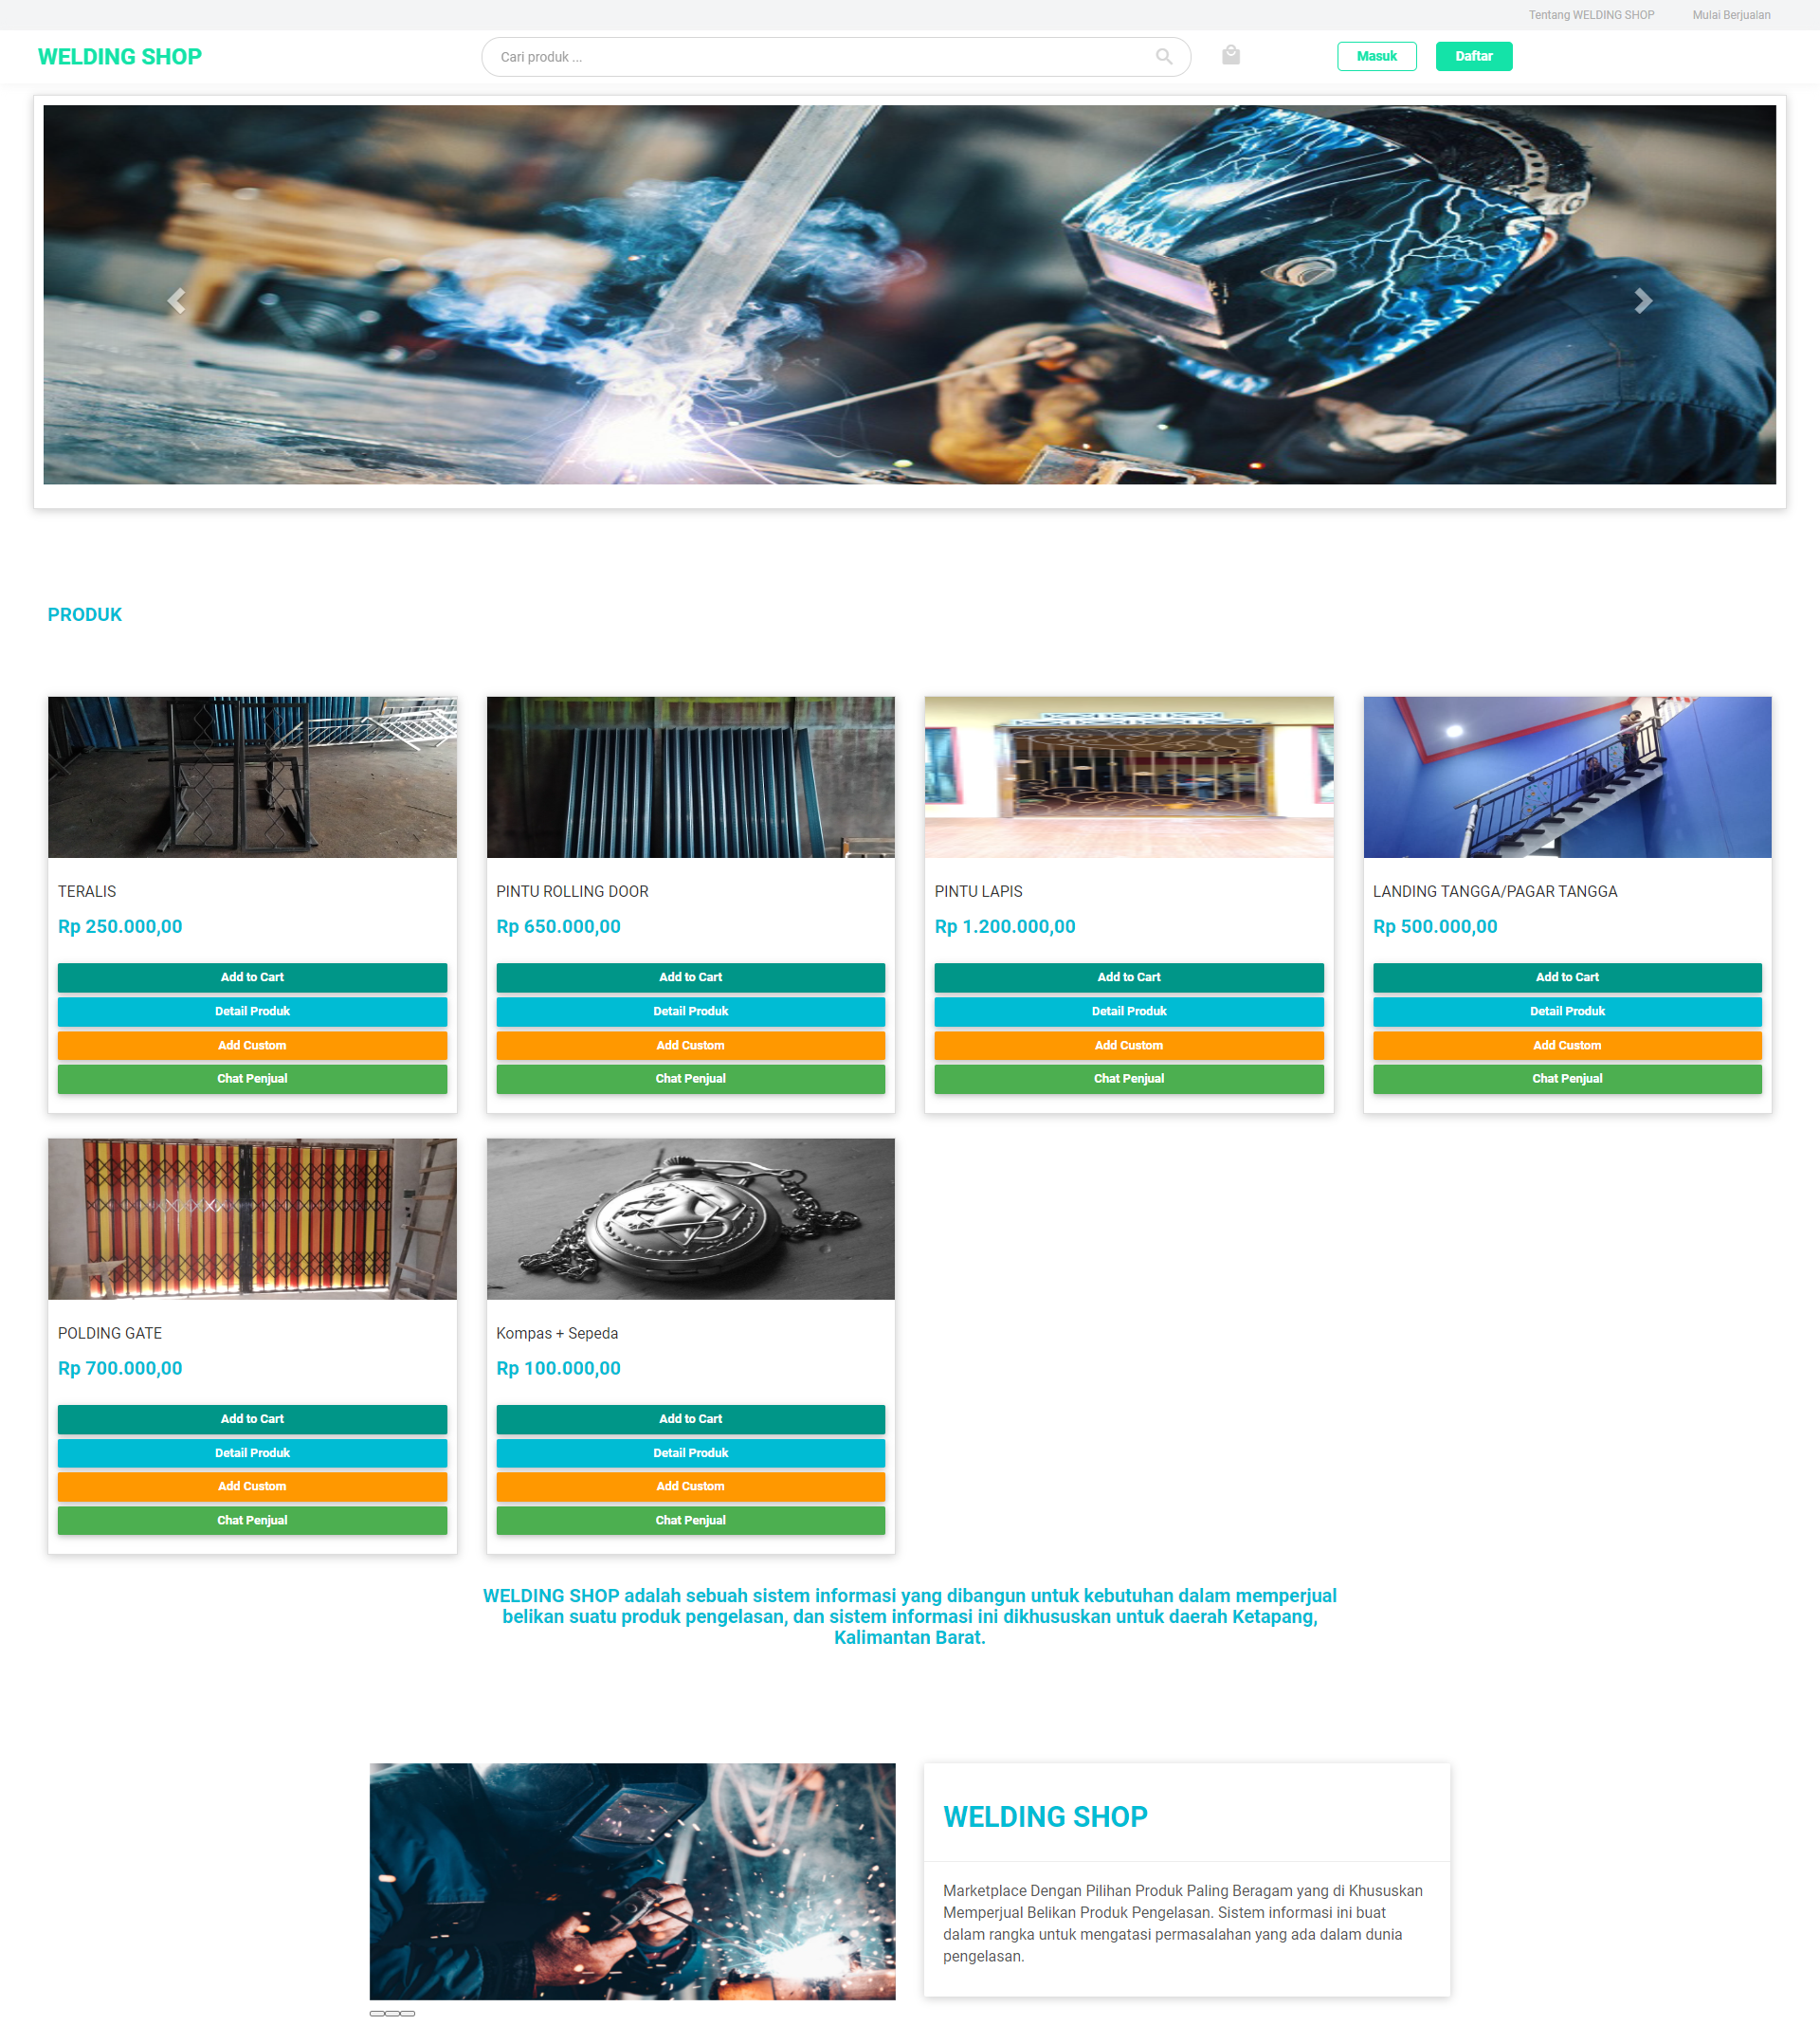 Tentang WELDING SHOP
Mulai Berjualan
WELDING SHOP
Cari produk ...
Masuk
Daftar
PRODUK
TERALIS
Rp 250.000,00
Add to Cart
Detail Produk
Add Custom
Chat Penjual
PINTU ROLLING DOOR
Rp 650.000,00
Add to Cart
Detail Produk
Add Custom
Chat Penjual
PINTU LAPIS
Rp 1.200.000,00
Add to Cart
Detail Produk
Add Custom
Chat Penjual
LANDING TANGGA/PAGAR TANGGA
Rp 500.000,00
Add to Cart
Detail Produk
Add Custom
Chat Penjual
POLDING GATE
Rp 700.000,00
Add to Cart
Detail Produk
Add Custom
Chat Penjual
Kompas + Sepeda
Rp 100.000,00
Add to Cart
Detail Produk
Add Custom
Chat Penjual
WELDING SHOP adalah sebuah sistem informasi yang dibangun untuk kebutuhan dalam memperjual
belikan suatu produk pengelasan, dan sistem informasi ini dikhususkan untuk daerah Ketapang,
Kalimantan Barat.
WELDING SHOP
Marketplace Dengan Pilihan Produk Paling Beragam yang di Khususkan
Memperjual Belikan Produk Pengelasan. Sistem informasi ini buat
dalam rangka untuk mengatasi permasalahan yang ada dalam dunia
pengelasan.